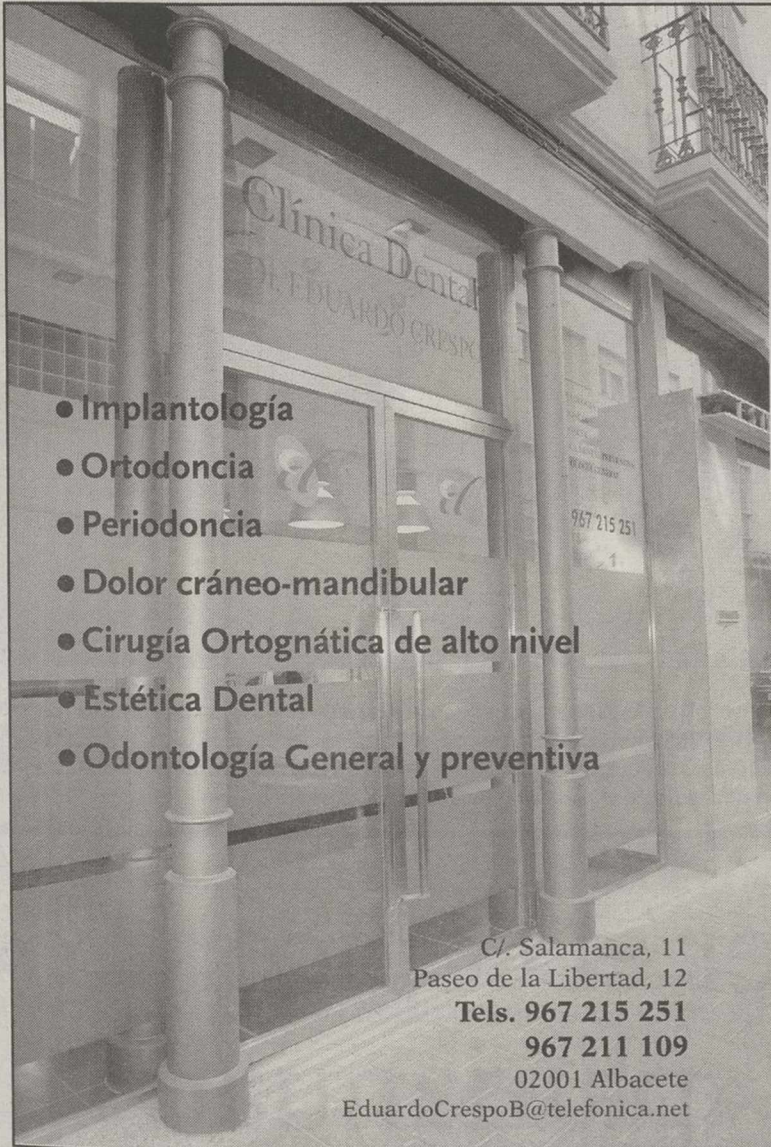 Clínica Dental
Dr. EDUARDO CRESPO
• Implantología
• Ortodoncia
• Periodoncia
967 215 251
• Dolor cráneo-mandibular
• Cirugía Ortognática de alto nivel
• Estética Dental
• Odontología General y preventiva
C/. Salamanca, 11
Paseo de la Libertad, 12
Tels. 967 215 251
967 211 109
02001 Albacete
EduardoCrespoB@telefonica.net